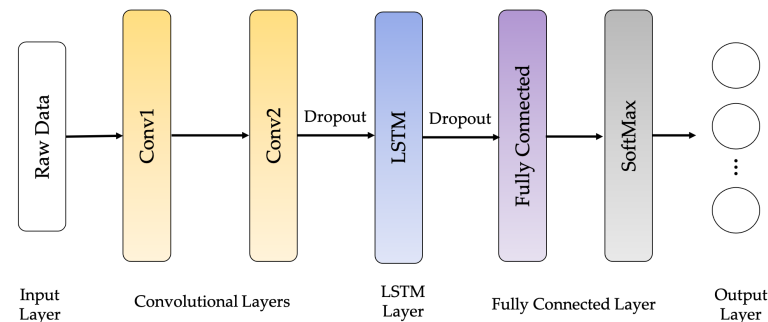 Raw Data
Conv1
Conv2
Dropout
LSTM
Dropout
Fully Connected
SoftMax
...
Input
Layer
Convolutional Layers
LSTM
Layer
Fully Connected Layer
Output
Layer